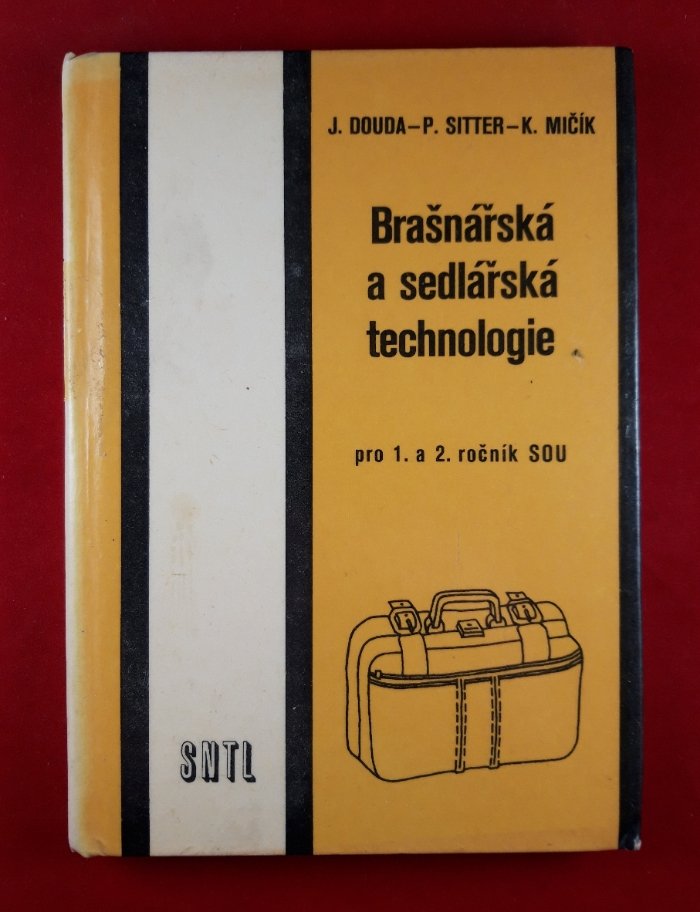 J. DOUDA–P. SITTER–K. MIČÍK
Brašnářská
a sedlářská
technologie
pro 1. a 2. ročník SOU
SNTL